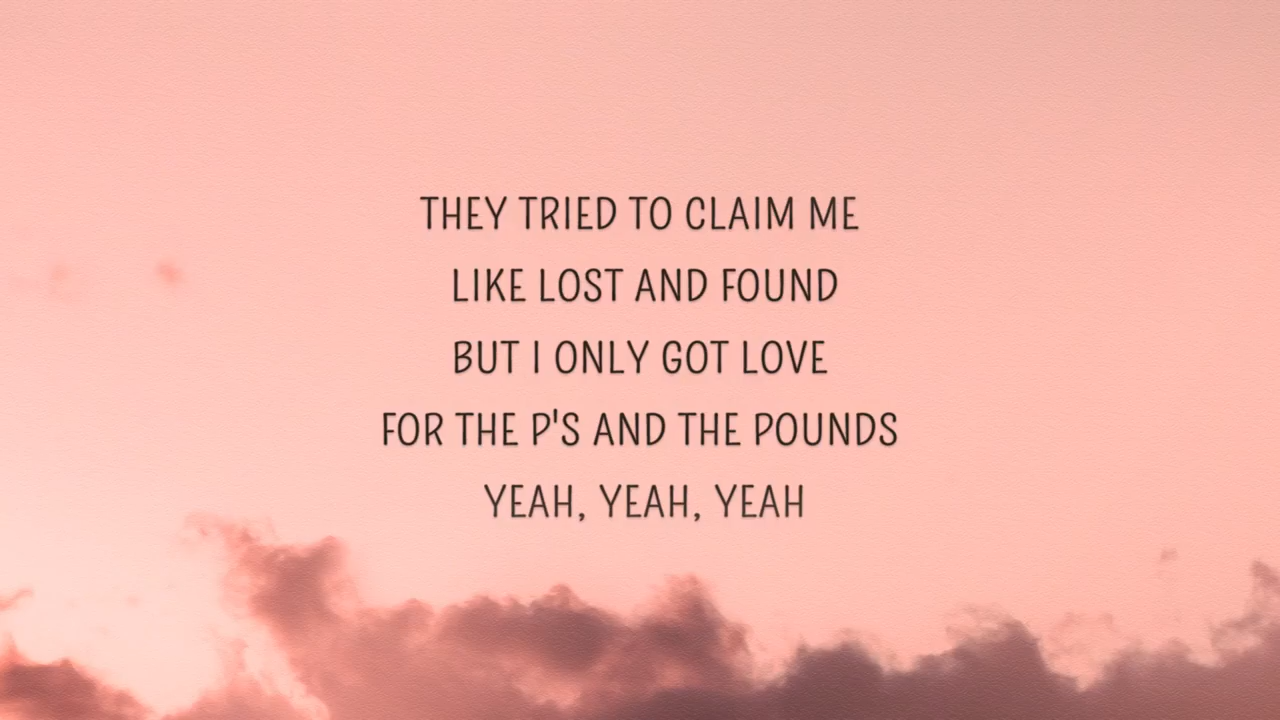 THEY TRIED TO CLAIM ME
LIKE LOST AND FOUND
BUT I ONLY GOT LOVE
FOR THE P'S AND THE POUNDS
YEAH, YEAH, YEAH